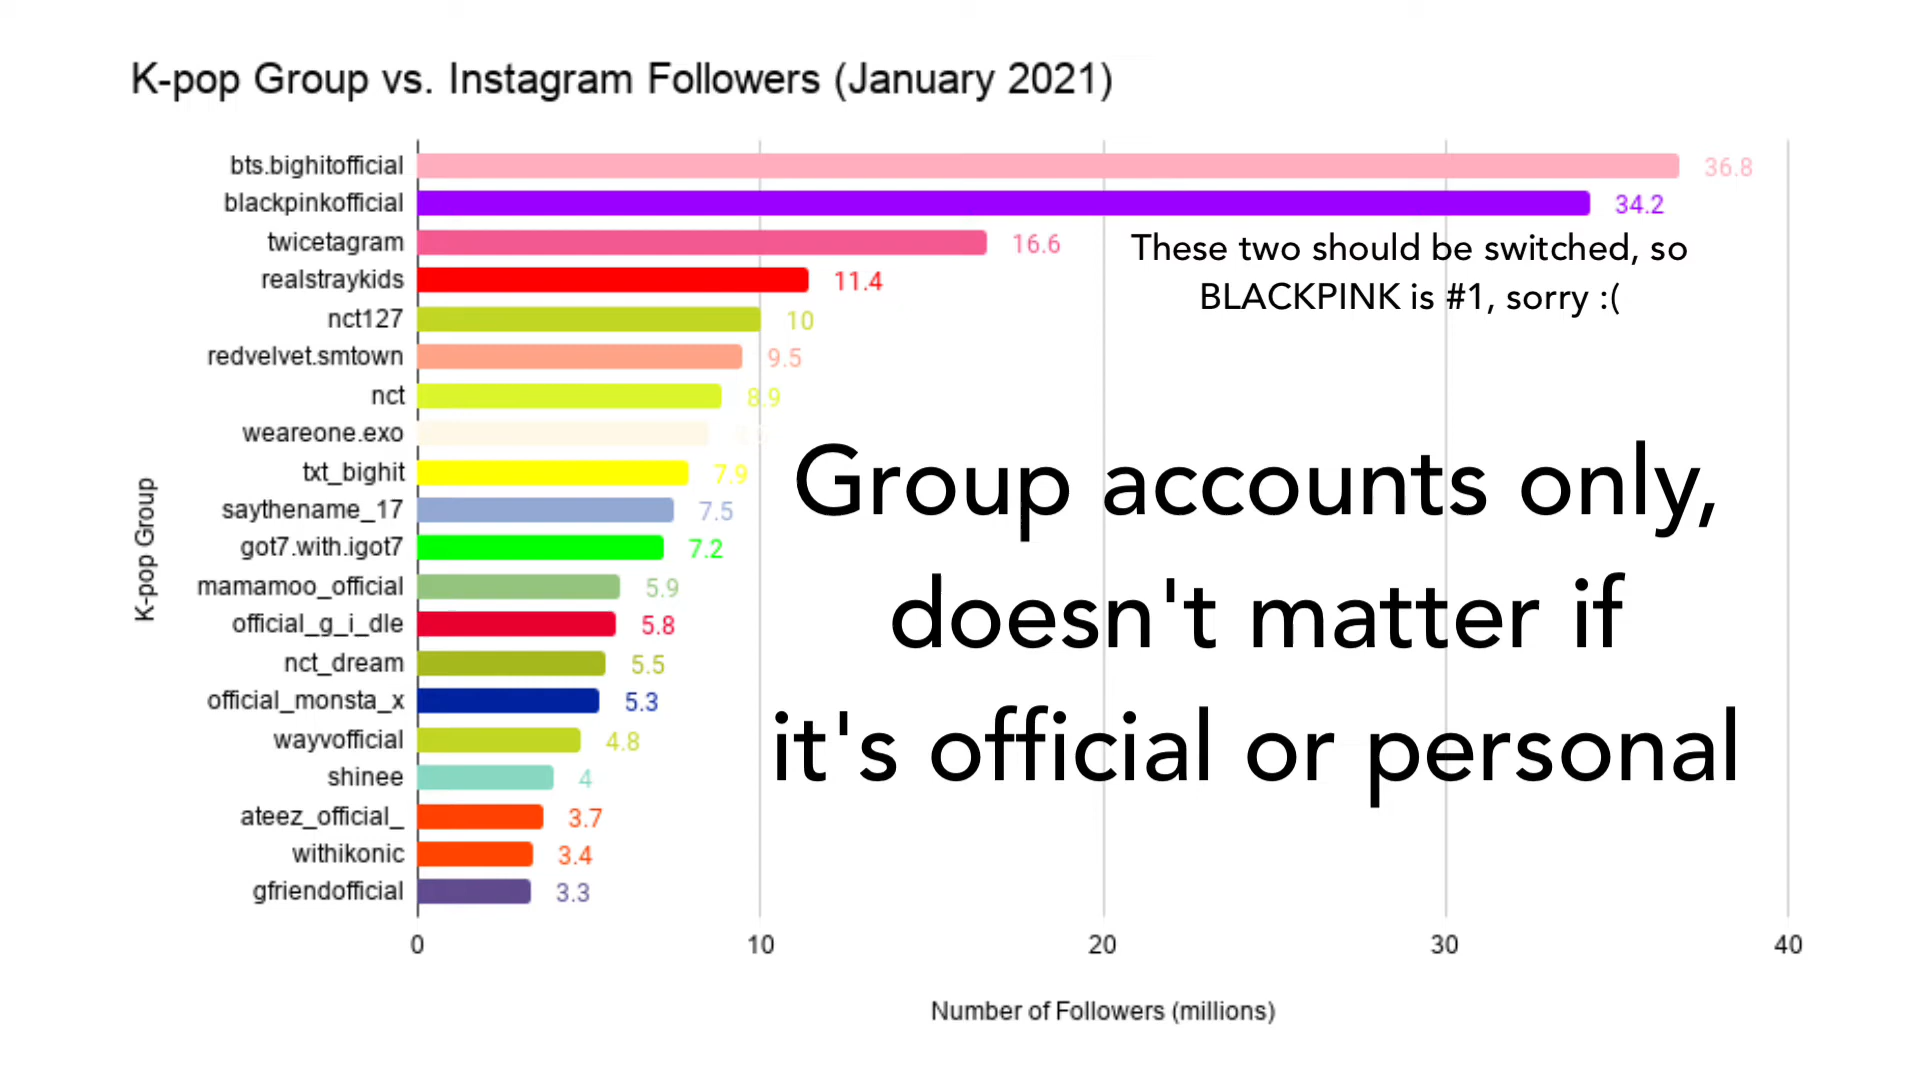 K-pop Group vs. Instagram Followers (January 2021)
bts.bighitofficial 36.8
blackpinkofficial 34.2
twicetagram 16.6
These two should be switched, so
BLACKPINK is #1, sorry :(
realstraykids 11.4
nct127 10
redvelvet.smtown 9.5
nct 8.9
weareone.exo
txt_bighit 7.9
saythename_17 7.5
got7.with.igot7 7.2
mamamoo_official 5.9
official_g_i_dle 5.8
nct_dream 5.5
official_monsta_x 5.3
wayvofficial 4.8
shinee 4
ateez_official_ 3.7
withikonic 3.4
gfriendofficial 3.3
Group accounts only,
doesn't matter if
it's official or personal
K-pop Group
0 10 20 30 40
Number of Followers (millions)